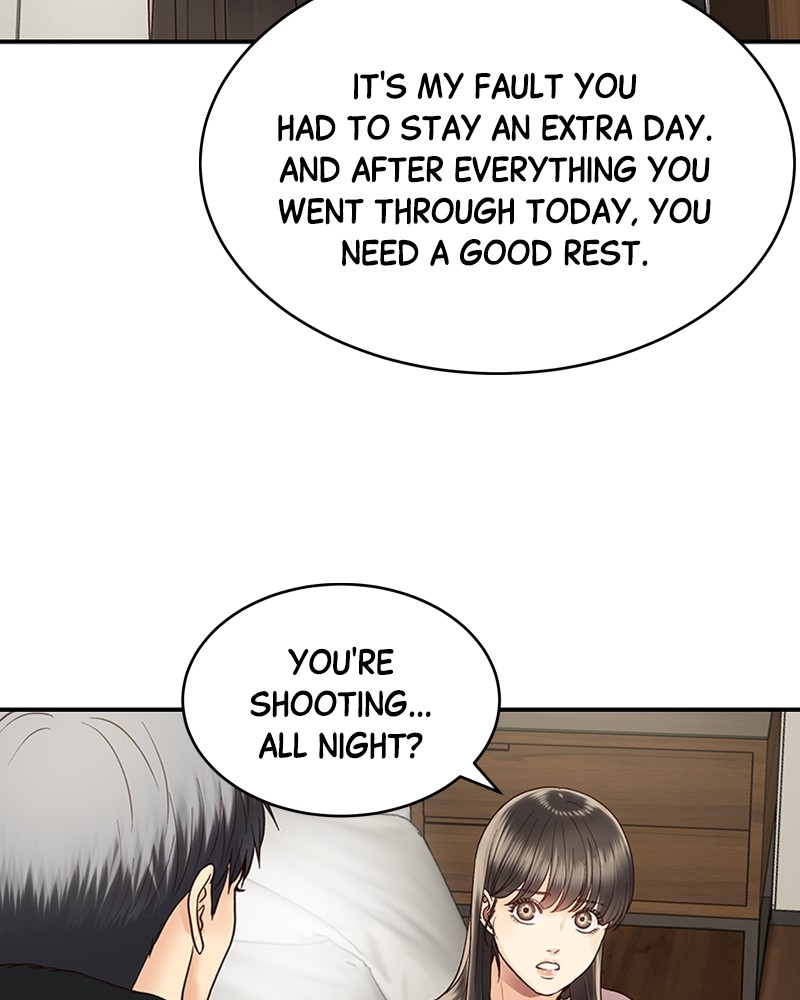 IT'S MY FAULT YOU
HAD TO STAY AN EXTRA DAY.
AND AFTER EVERYTHING YOU
WENT THROUGH TODAY, YOU
NEED A GOOD REST.
YOU'RE
SHOOTING...
ALL NIGHT?